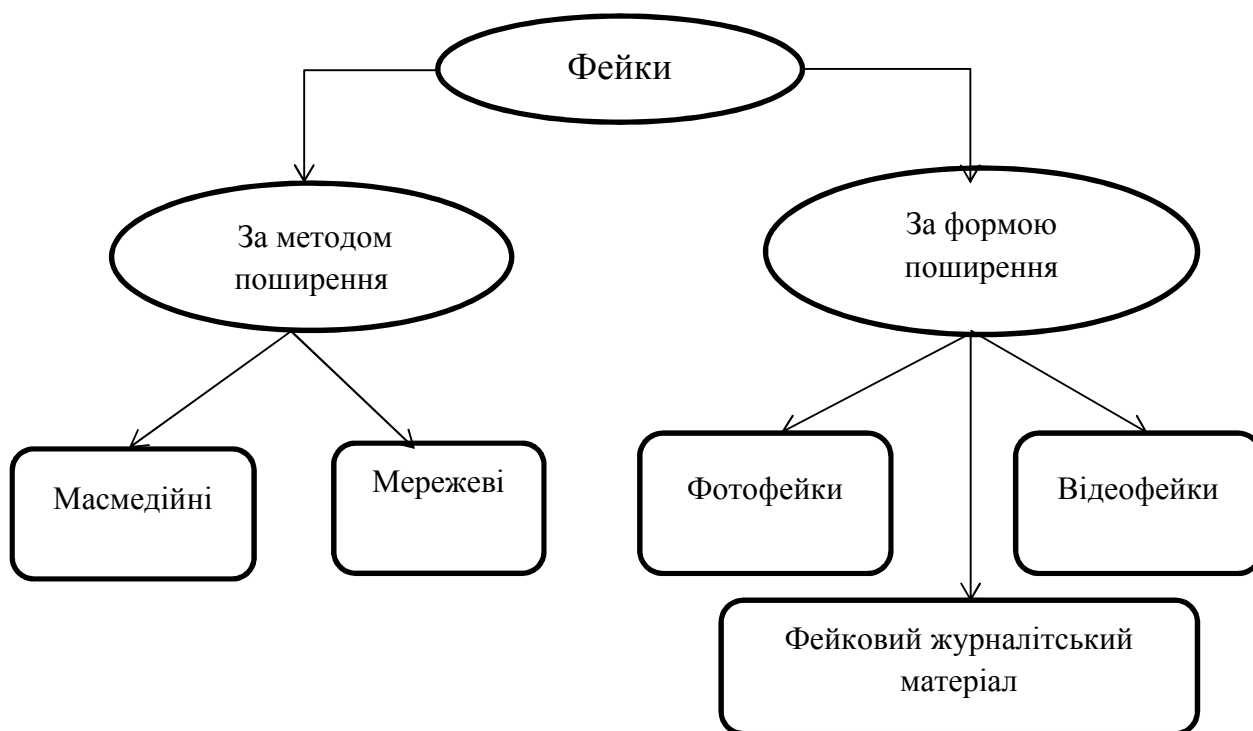 Фейки
За методом
поширення
За формою
поширення
Масмедійні
Мережеві
Фотофейки
Відеофейки
Фейковий журналітський
матеріал